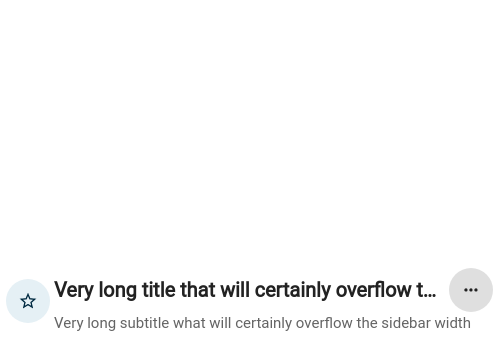 Very long title that will certainly overflow t...
Very long subtitle what will certainly overflow the sidebar width